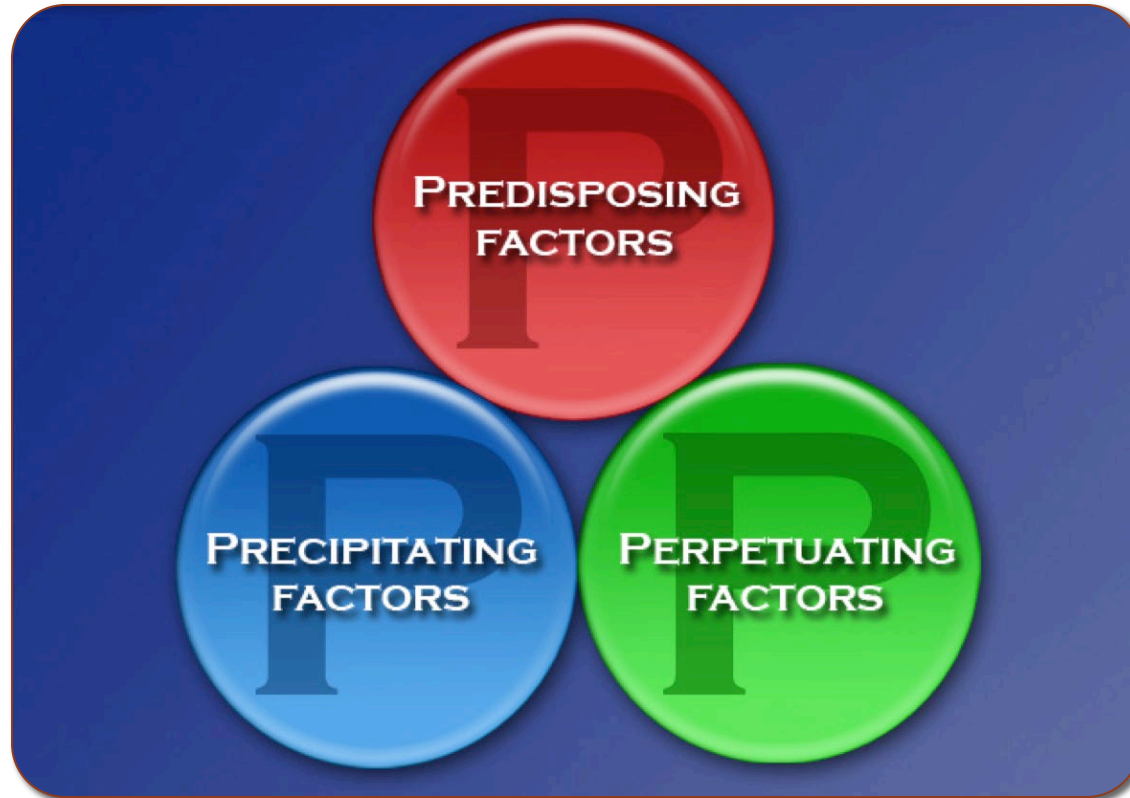 P
PREDISPOSING
FACTORS
P
PRECIPITATING
FACTORS
P
PERPETUATING
FACTORS